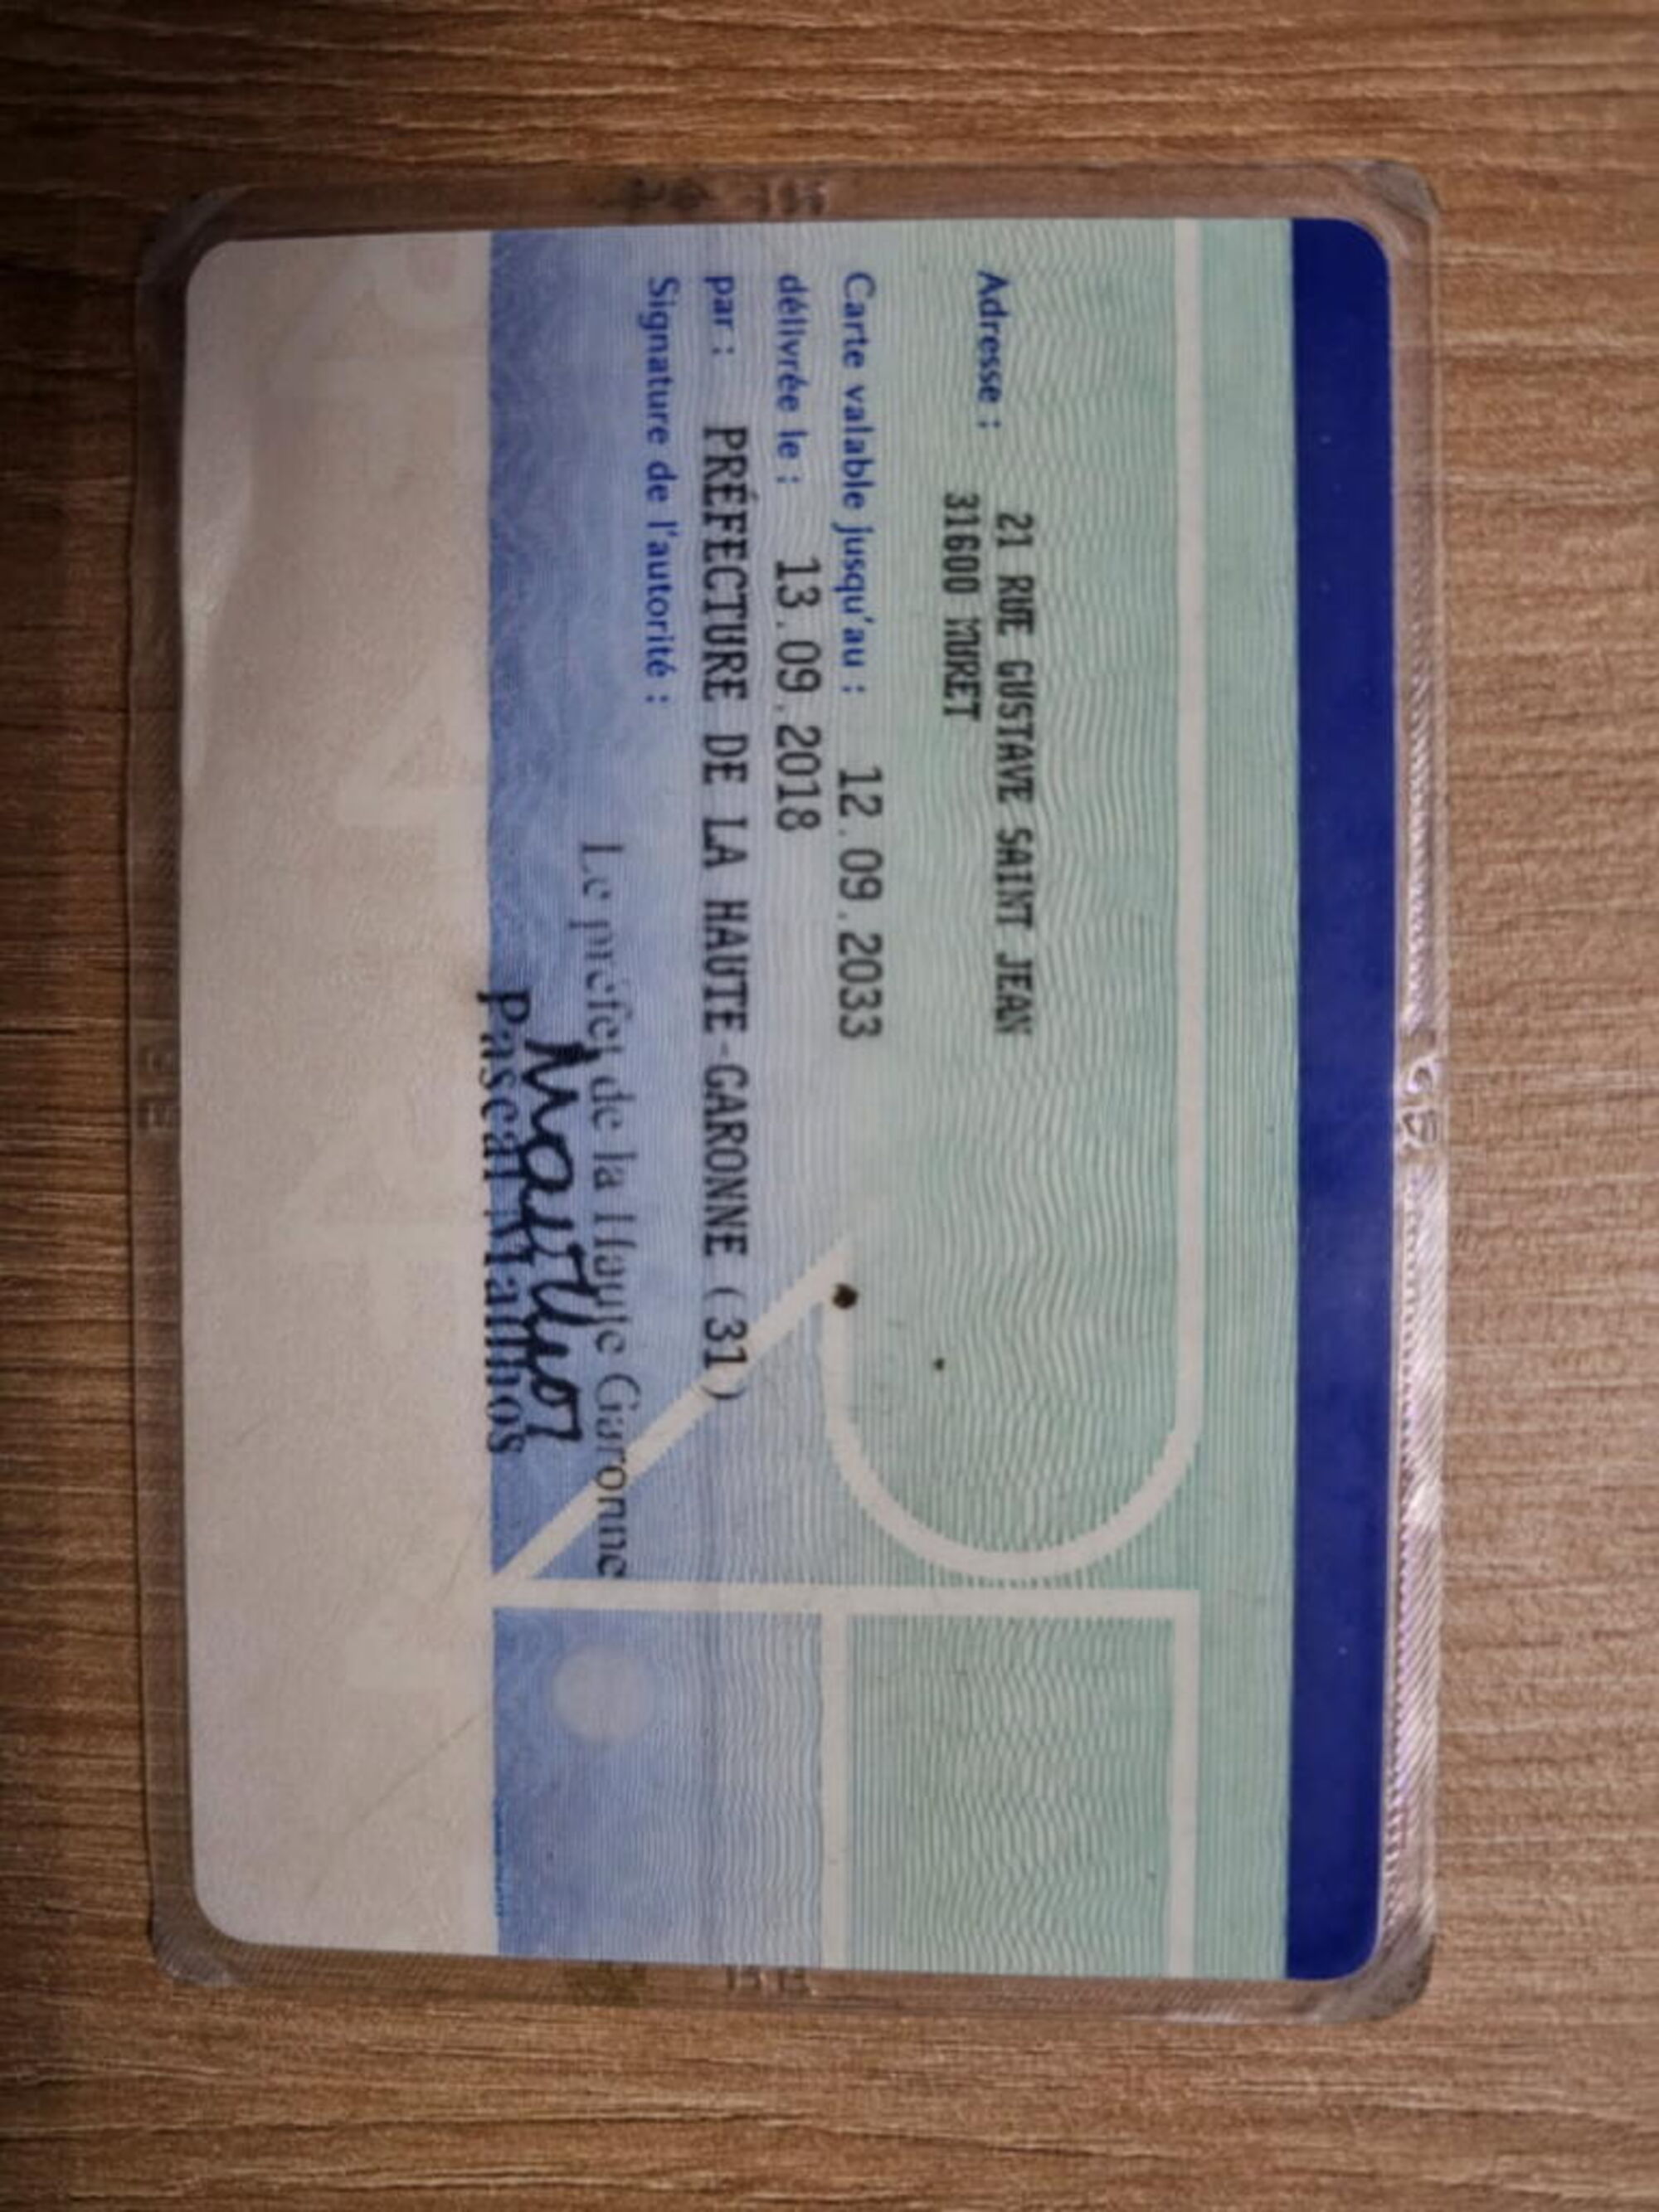 Adresse : 21 RUE GUSTAVE SAINT JEAN
31600 MURET
Carte valable jusqu'au : 12.09.2033
délivrée le : 13.09.2018
par : PRÉFECTURE DE LA HAUTE-GARONNE (31)
Signature de l'autorité :
Le préfet de la Haute Garonne
Pascal Mailhos